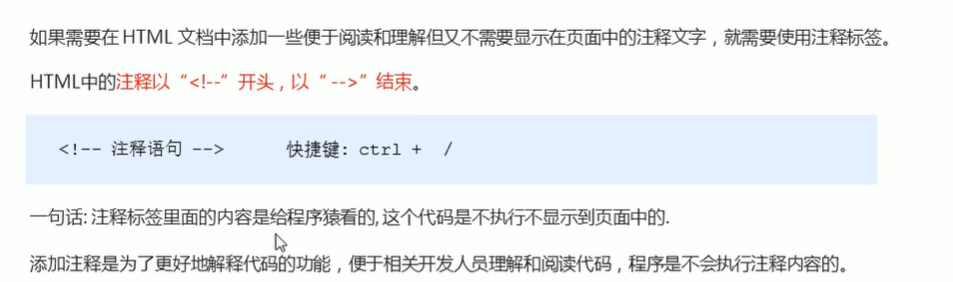 如果需要在 HTML 文档中添加一些便于阅读和理解但又不需要显示在页面中的注释文字，就需要使用注释标签。
HTML中的注释以“<!--”开头，以“ -->”结束。
<!-- 注释语句 -->      快捷键: ctrl +  /
一句话: 注释标签里面的内容是给程序猿看的, 这个代码是不执行不显示到页面中的.
添加注释是为了更好地解释代码的功能，便于相关开发人员理解和阅读代码，程序是不会执行注释内容的。